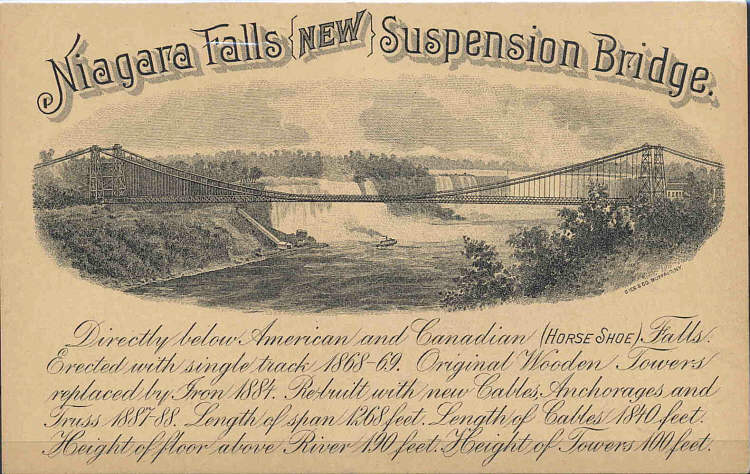 Niagara Falls {NEW} Suspension Bridge.
Directly below American and Canadian (HORSE SHOE) Falls.
Erected with single track 1868-69. Original Wooden Towers
replaced by Iron 1884. Re-built with new Cables, Anchorages and
Truss 1887-88. Length of span 1268 feet. Length of Cables 1840 feet.
Height of floor above River 190 feet. Height of Towers 100 feet.